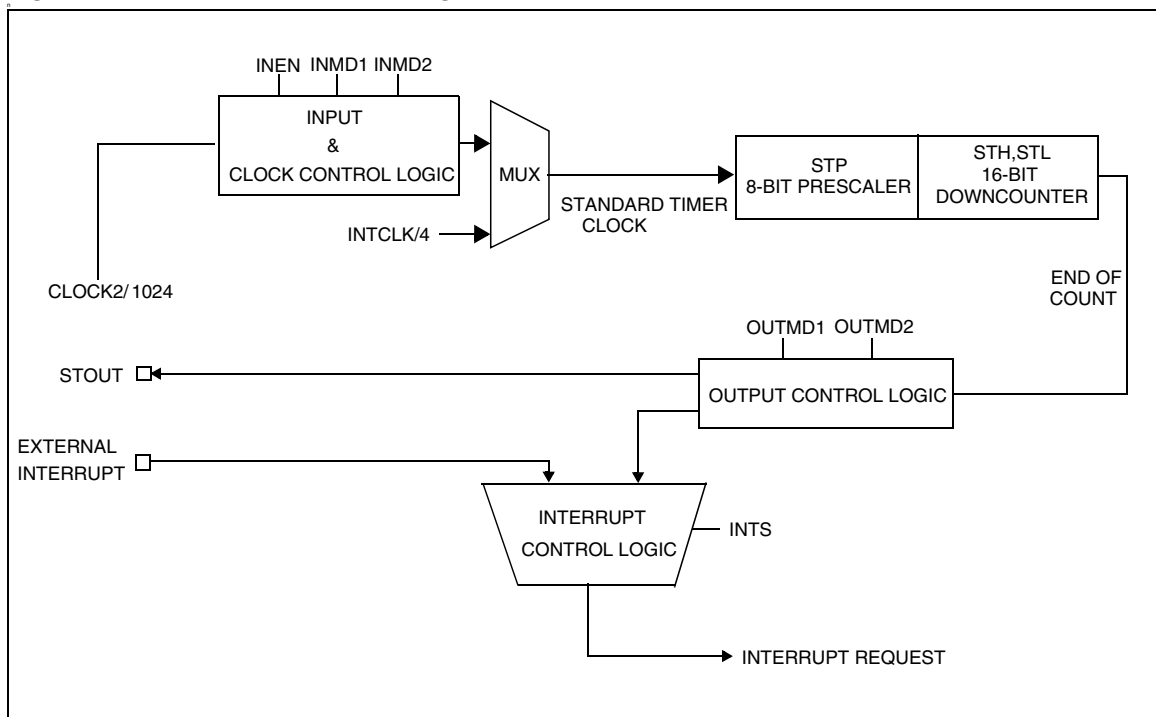 INEN INMD1 INMD2
INPUT
&
CLOCK CONTROL LOGIC
MUX
INTCLK/4
CLOCK2/1024
STANDARD TIMER
CLOCK
STP
8-BIT PRESCALER
STH,STL
16-BIT
DOWNCOUNTER
END OF
COUNT
OUTMD1 OUTMD2
OUTPUT CONTROL LOGIC
STOUT
EXTERNAL
INTERRUPT
INTERRUPT
CONTROL LOGIC
INTS
INTERRUPT REQUEST